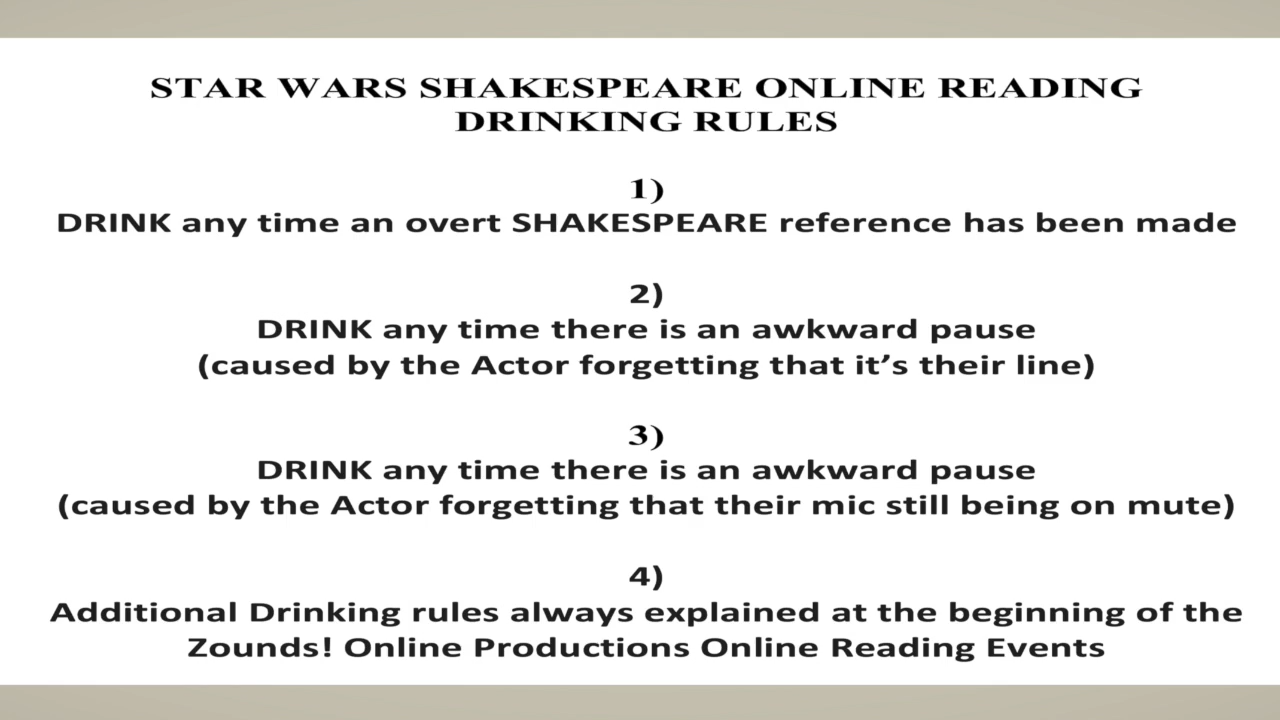 STAR WARS SHAKESPEARE ONLINE READING
DRINKING RULES
1)
DRINK any time an overt SHAKESPEARE reference has been made
2)
DRINK any time there is an awkward pause
(caused by the Actor forgetting that it’s their line)
3)
DRINK any time there is an awkward pause
(caused by the Actor forgetting that their mic still being on mute)
4)
Additional Drinking rules always explained at the beginning of the
Zounds! Online Productions Online Reading Events